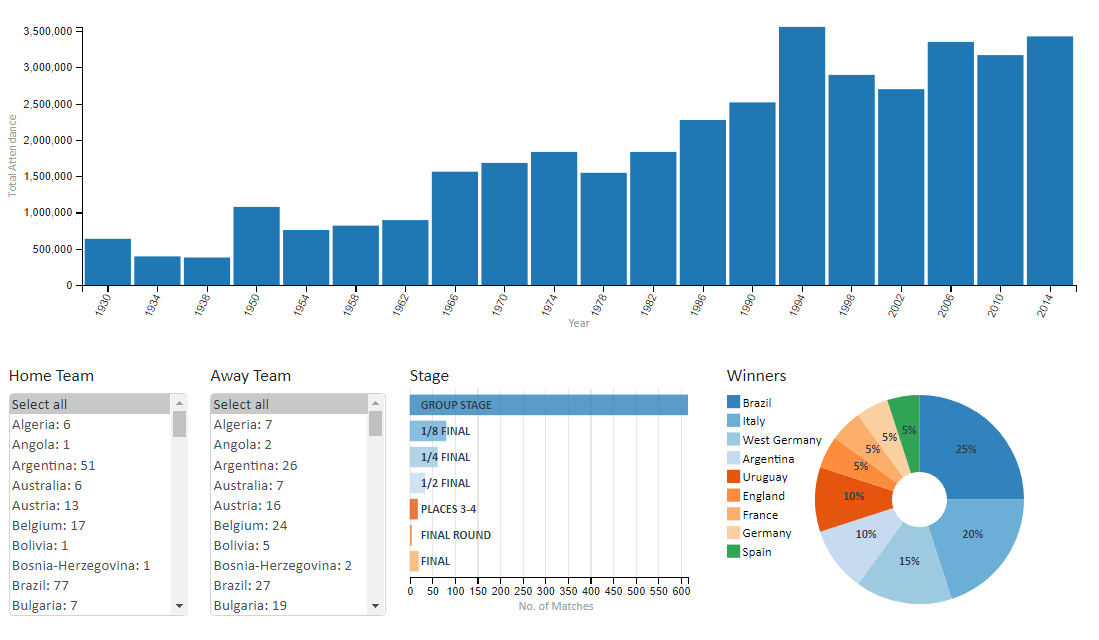 3,500,000
3,000,000
2,500,000
2,000,000
1,500,000
1,000,000
500,000
0
Total Attendance
1930 1934 1938 1950 1954 1958 1962 1966 1970 1974 1978 1982 1986 1990 1994 1998 2002 2006 2010 2014
Year
Home Team
Select all
Algeria: 6
Angola: 1
Argentina: 51
Australia: 6
Austria: 13
Belgium: 17
Bolivia: 1
Bosnia-Herzegovina: 1
Brazil: 77
Bulgaria: 7
Away Team
Select all
Algeria: 7
Angola: 2
Argentina: 26
Australia: 7
Austria: 16
Belgium: 24
Bolivia: 5
Bosnia-Herzegovina: 2
Brazil: 27
Bulgaria: 19
Stage
GROUP STAGE
1/8 FINAL
1/4 FINAL
1/2 FINAL
PLACES 3-4
FINAL ROUND
FINAL
0 50 100 150 200 250 300 350 400 450 500 550 600
No. of Matches
Winners
Brazil
Italy
West Germany
Argentina
Uruguay
England
France
Germany
Spain
25%
20%
15%
10%
10%
5%
5%
5%
5%